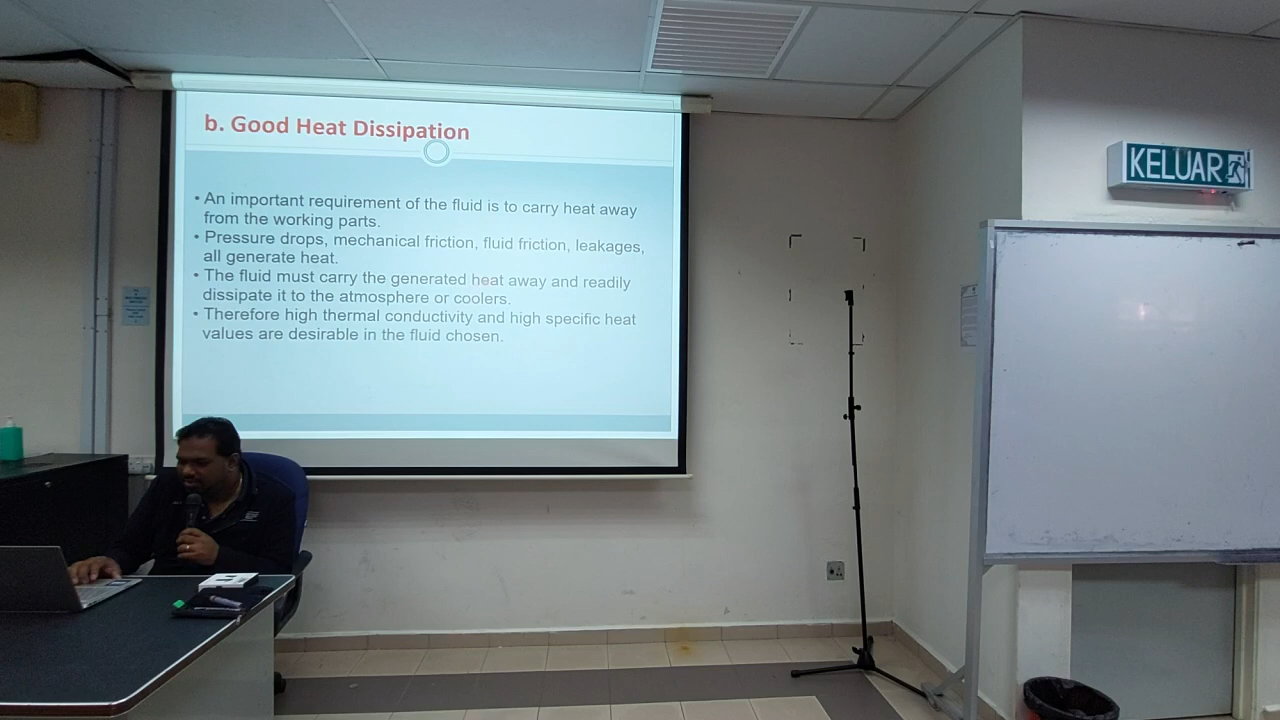 b. Good Heat Dissipation
• An important requirement of the fluid is to carry heat away
from the working parts.
• Pressure drops, mechanical friction, fluid friction, leakages,
all generate heat.
• The fluid must carry the generated heat away and readily
dissipate it to the atmosphere or coolers.
• Therefore high thermal conductivity and high specific heat
values are desirable in the fluid chosen.
KELUAR